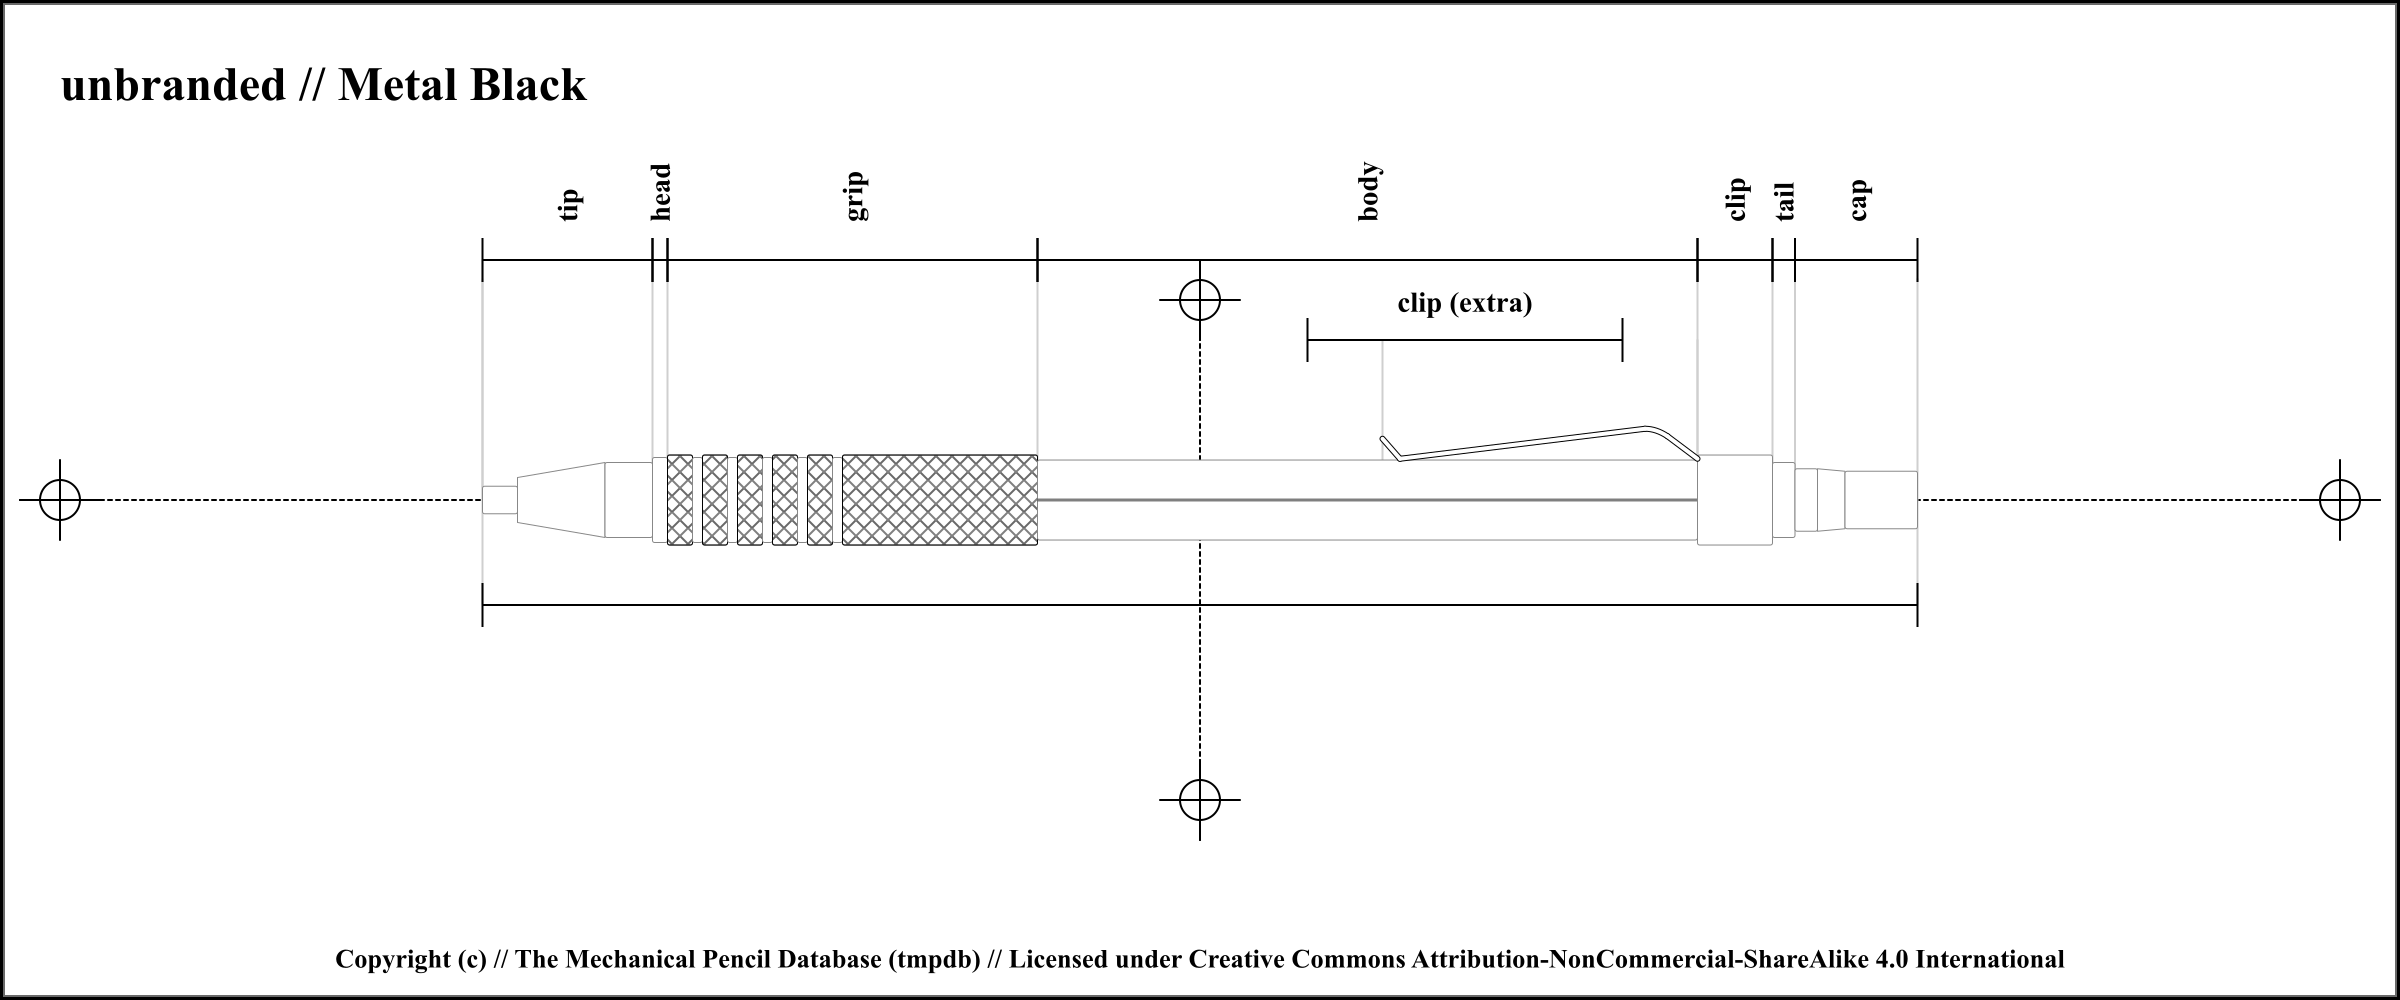 unbranded // Metal Black
tip
head
grip
body
clip
tail
cap
clip (extra)
Copyright (c) // The Mechanical Pencil Database (tmpdb) // Licensed under Creative Commons Attribution-NonCommercial-ShareAlike 4.0 International